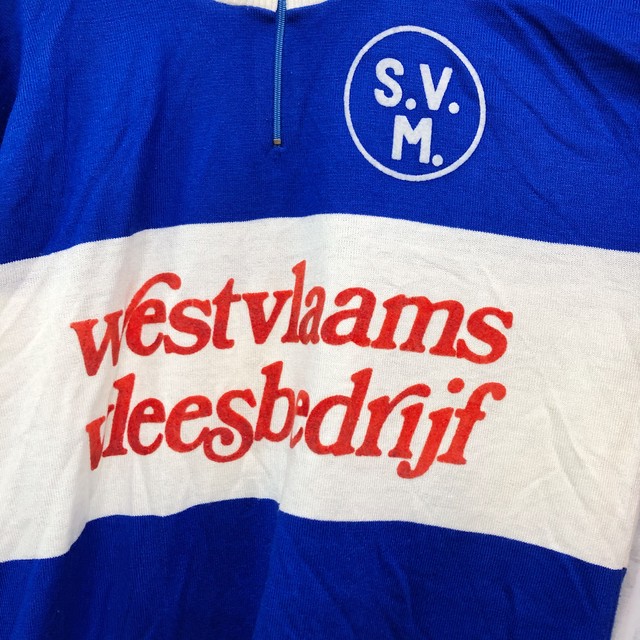 S.V.
M.
westvlaams
vleesbedrijf